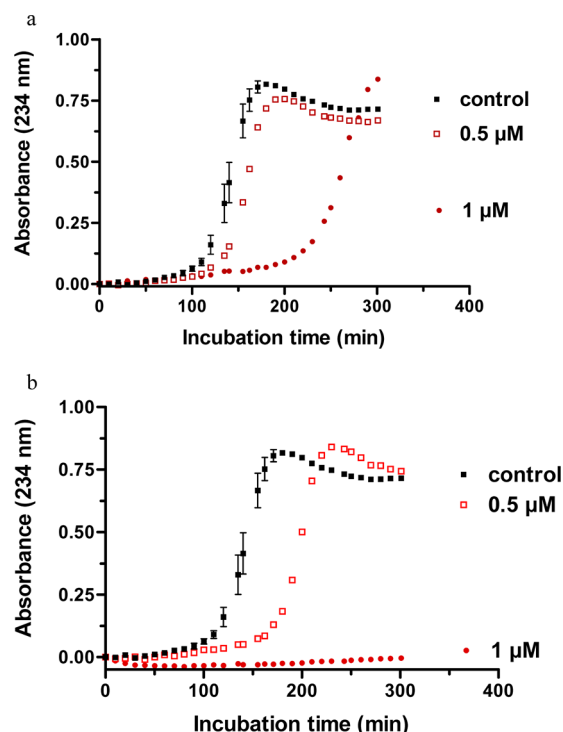 a
1.00
0.75
0.50
0.25
0.00
0 100 200 300 400
Absorbance (234 nm)
Incubation time (min)
control
0.5 µM
1 µM
b
1.00
0.75
0.50
0.25
0.00
0 100 200 300 400
Absorbance (234 nm)
Incubation time (min)
control
0.5 µM
1 µM